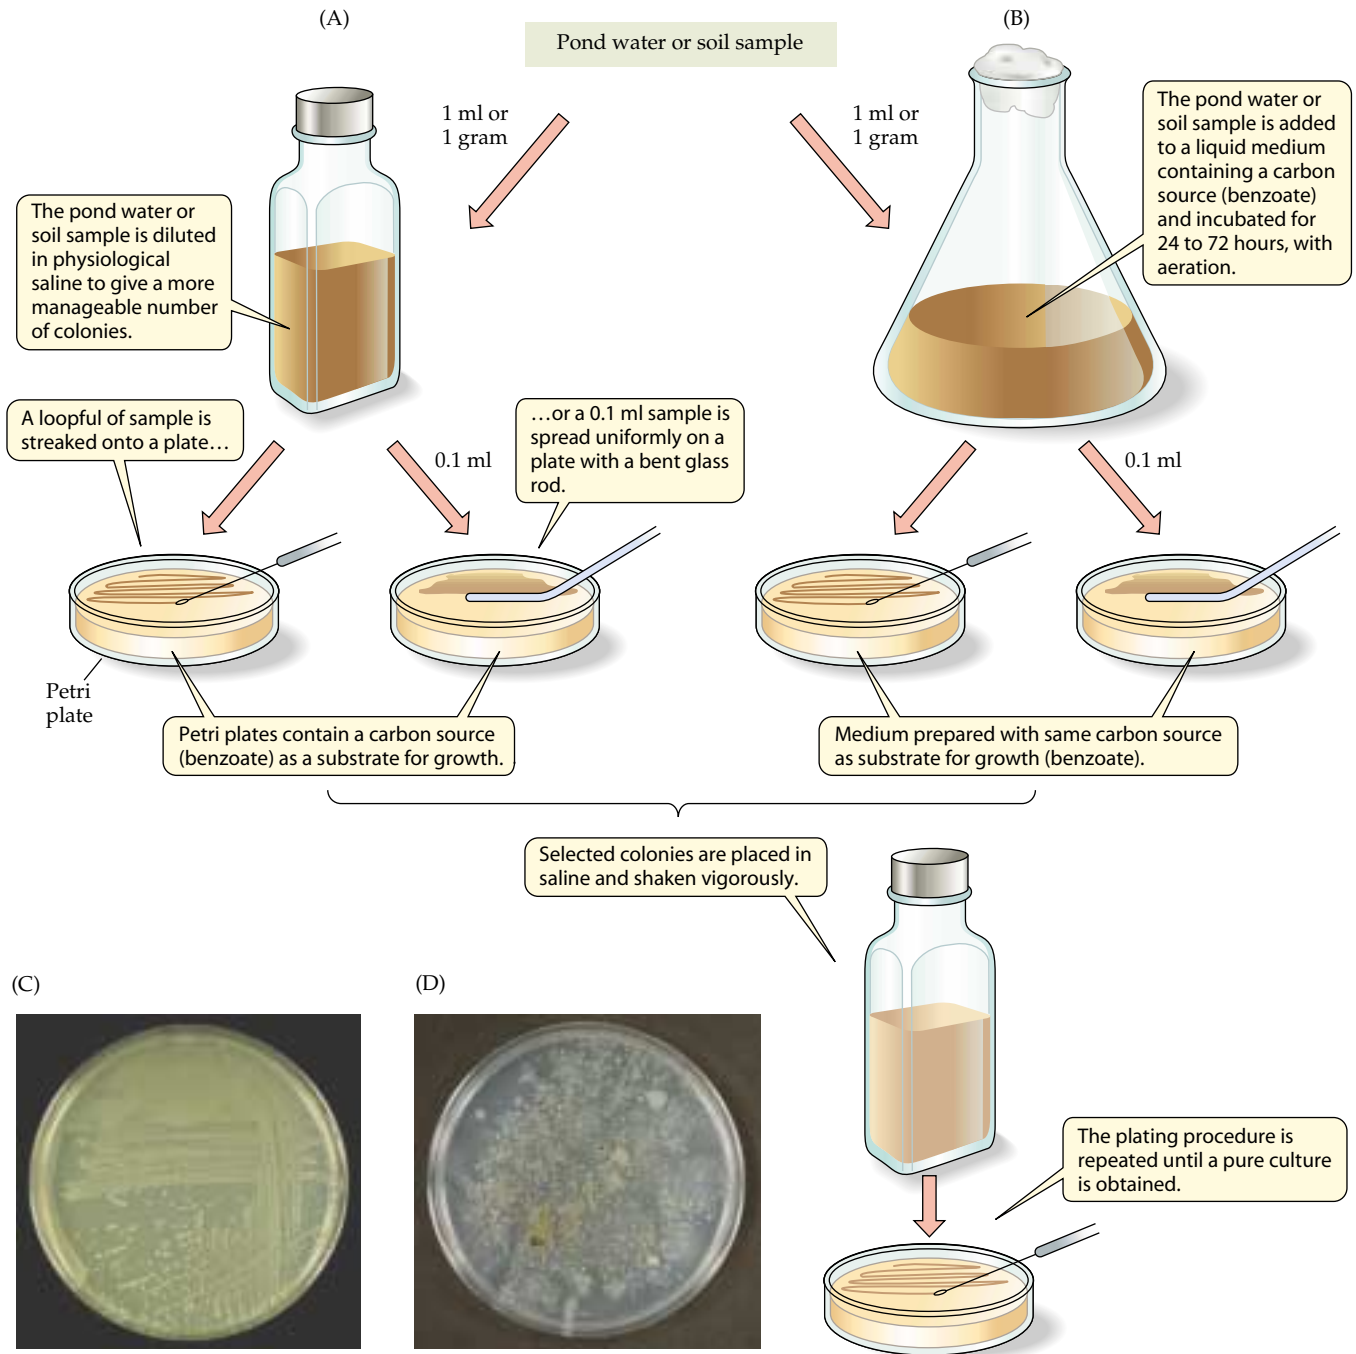 (A)
Pond water or soil sample
(B)
1 ml or
1 gram
1 ml or
1 gram
The pond water or
soil sample is added
to a liquid medium
containing a carbon
source (benzoate)
and incubated for
24 to 72 hours, with
aeration.
The pond water or
soil sample is diluted
in physiological
saline to give a more
manageable number
of colonies.
A loopful of sample is
streaked onto a plate…
0.1 ml
…or a 0.1 ml sample is
spread uniformly on a
plate with a bent glass
rod.
0.1 ml
Petri
plate
Petri plates contain a carbon source
(benzoate) as a substrate for growth.
Medium prepared with same carbon source
as substrate for growth (benzoate).
Selected colonies are placed in
saline and shaken vigorously.
(C)
(D)
The plating procedure is
repeated until a pure culture
is obtained.